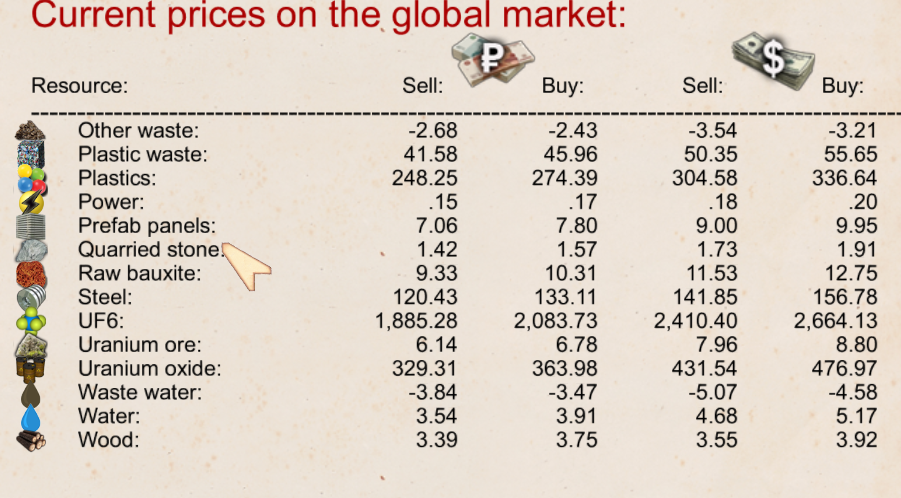 Current prices on the global market:
₽ $
Resource: Sell: Buy: Sell: Buy:
Other waste: -2.68 -2.43 -3.54 -3.21
Plastic waste: 41.58 45.96 50.35 55.65
Plastics: 248.25 274.39 304.58 336.64
Power: .15 .17 .18 .20
Prefab panels: 7.06 7.80 9.00 9.95
Quarried stone: 1.42 1.57 1.73 1.91
Raw bauxite: 9.33 10.31 11.53 12.75
Steel: 120.43 133.11 141.85 156.78
UF6: 1,885.28 2,083.73 2,410.40 2,664.13
Uranium ore: 6.14 6.78 7.96 8.80
Uranium oxide: 329.31 363.98 431.54 476.97
Waste water: -3.84 -3.47 -5.07 -4.58
Water: 3.54 3.91 4.68 5.17
Wood: 3.39 3.75 3.55 3.92